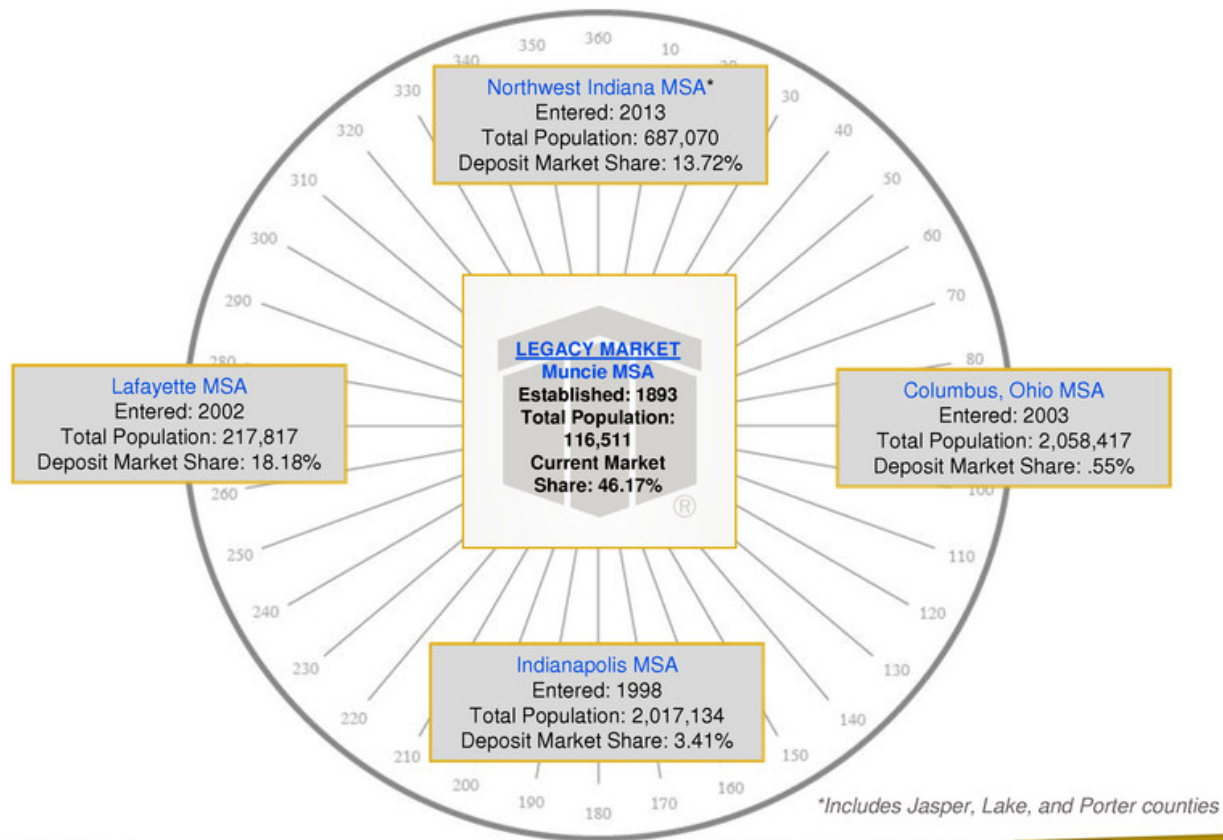 360
350
10
340
330
30
320
40
310
50
300
60
290
70
280
80
Northwest Indiana MSA*
Entered: 2013
Total Population: 687,070
Deposit Market Share: 13.72%
LEGACY MARKET
Muncie MSA
Established: 1893
Total Population:
116,511
Current Market
Share: 46.17%
®
Lafayette MSA
Entered: 2002
Total Population: 217,817
Deposit Market Share: 18.18%
Columbus, Ohio MSA
Entered: 2003
Total Population: 2,058,417
Deposit Market Share: .55%
260
100
250
110
240
120
230
130
220
140
210
150
200
160
190
170
180
Indianapolis MSA
Entered: 1998
Total Population: 2,017,134
Deposit Market Share: 3.41%
*Includes Jasper, Lake, and Porter counties